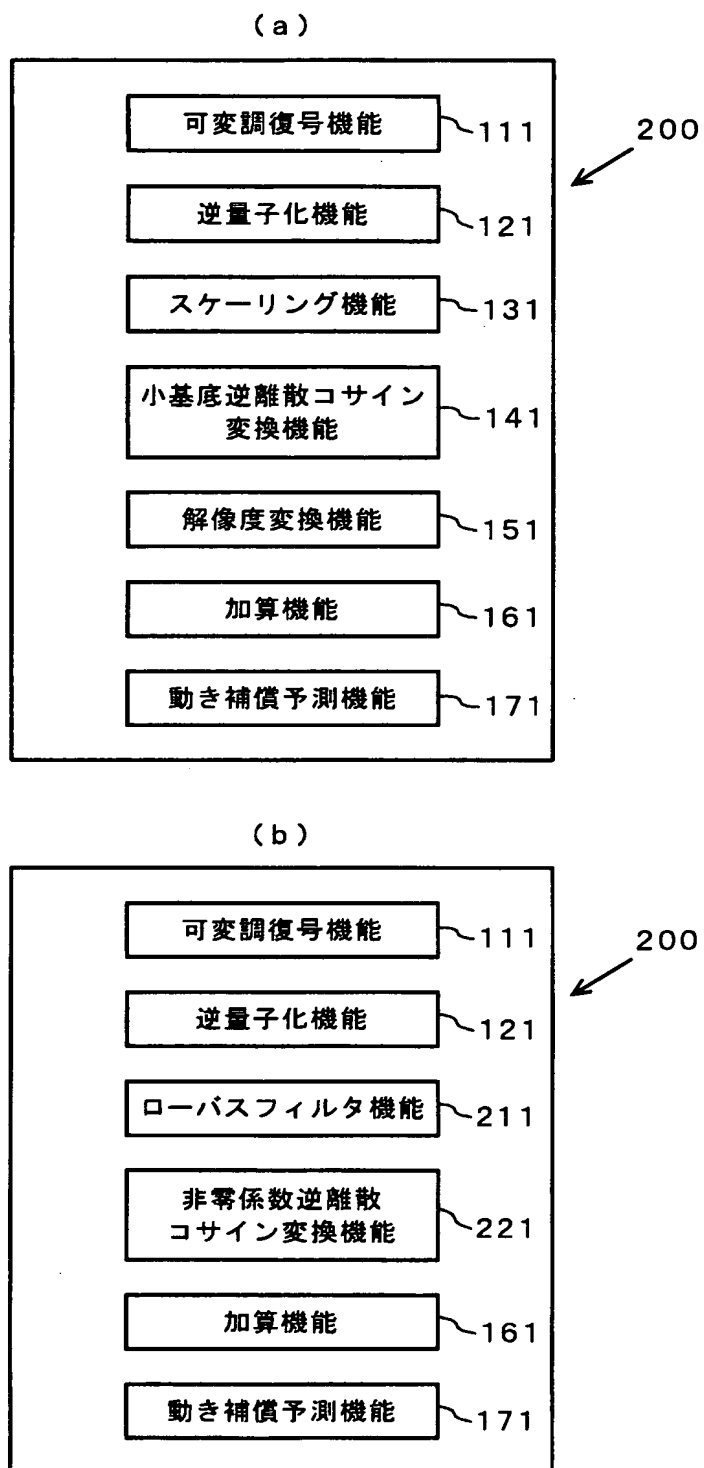 (a)
可変調復号機能 111
200
逆量子化機能 121
スケーリング機能 131
小基底逆離散コサイン
変換機能 141
解像度変換機能 151
加算機能 161
動き補償予測機能 171
(b)
可変調復号機能 111
200
逆量子化機能 121
ローパスフィルタ機能 211
非零係数逆離散
コサイン変換機能 221
加算機能 161
動き補償予測機能 171